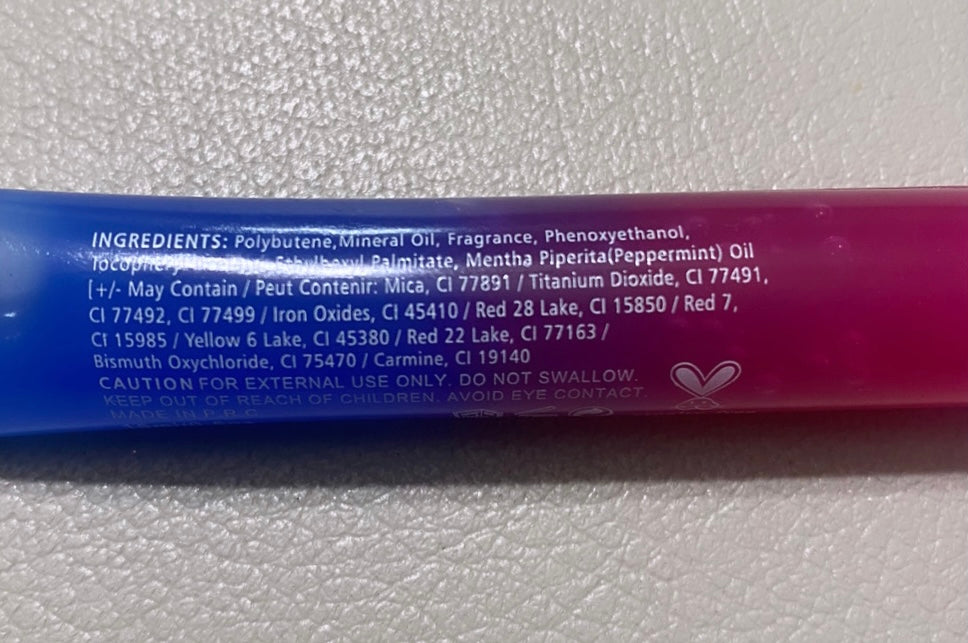 INGREDIENTS: Polybutene,Mineral Oil, Fragrance, Phenoxyethanol,
Ethylhexyl Palmitate, Mentha Piperita(Peppermint) Oil
[+/- May Contain / Peut Contenir: Mica, CI 77891 / Titanium Dioxide, CI 77491,
CI 77492, CI 77499 / Iron Oxides, CI 45410 / Red 28 Lake, CI 15850 / Red 7,
CI 15985 / Yellow 6 Lake, CI 45380 / Red 22 Lake, CI 77163 /
Bismuth Oxychloride, CI 75470 / Carmine, CI 19140
CAUTION FOR EXTERNAL USE ONLY. DO NOT SWALLOW.
KEEP OUT OF REACH OF CHILDREN. AVOID EYE CONTACT.
MADE IN P.R.C